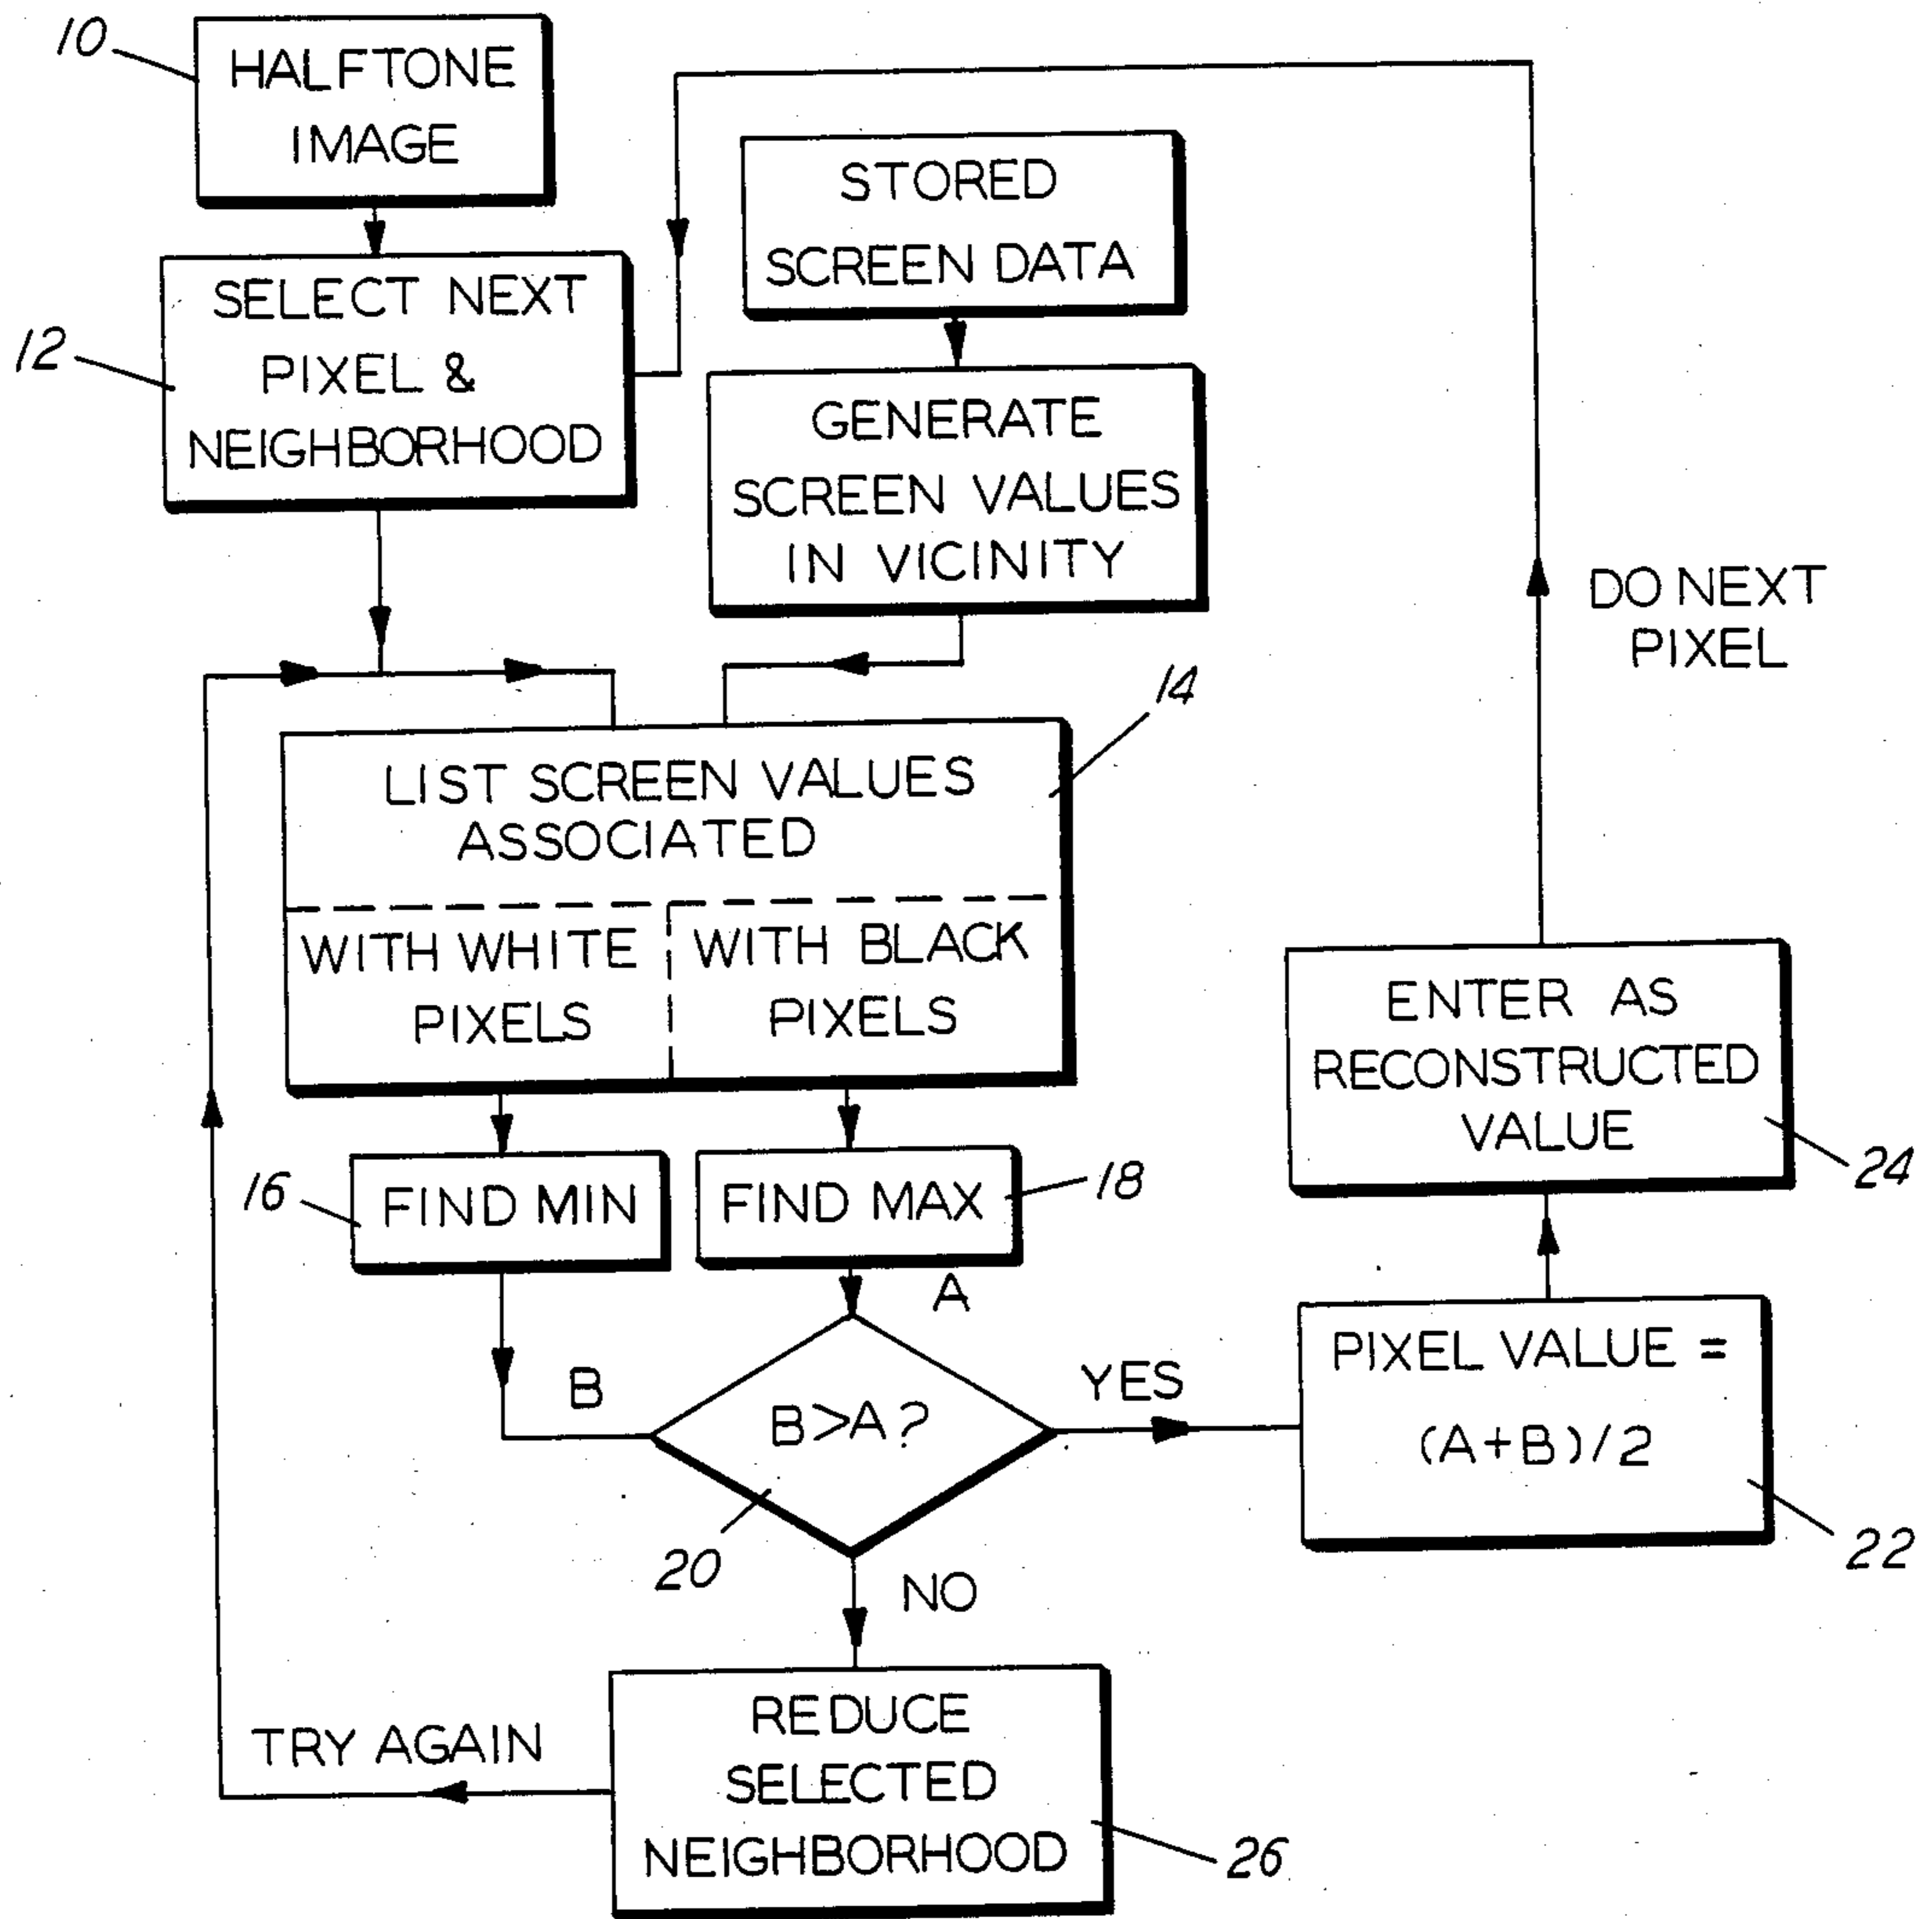 10
HALFTONE
IMAGE
STORED
SCREEN DATA
12
SELECT NEXT
PIXEL &
NEIGHBORHOOD
GENERATE
SCREEN VALUES
IN VICINITY
DO NEXT
PIXEL
14
LIST SCREEN VALUES
ASSOCIATED
WITH WHITE
PIXELS
WITH BLACK
PIXELS
ENTER AS
RECONSTRUCTED
VALUE
24
16
FIND MIN
FIND MAX
18
A
B
B>A?
YES
20
NO
PIXEL VALUE =
(A+B)/2
22
TRY AGAIN
REDUCE
SELECTED
NEIGHBORHOOD
26